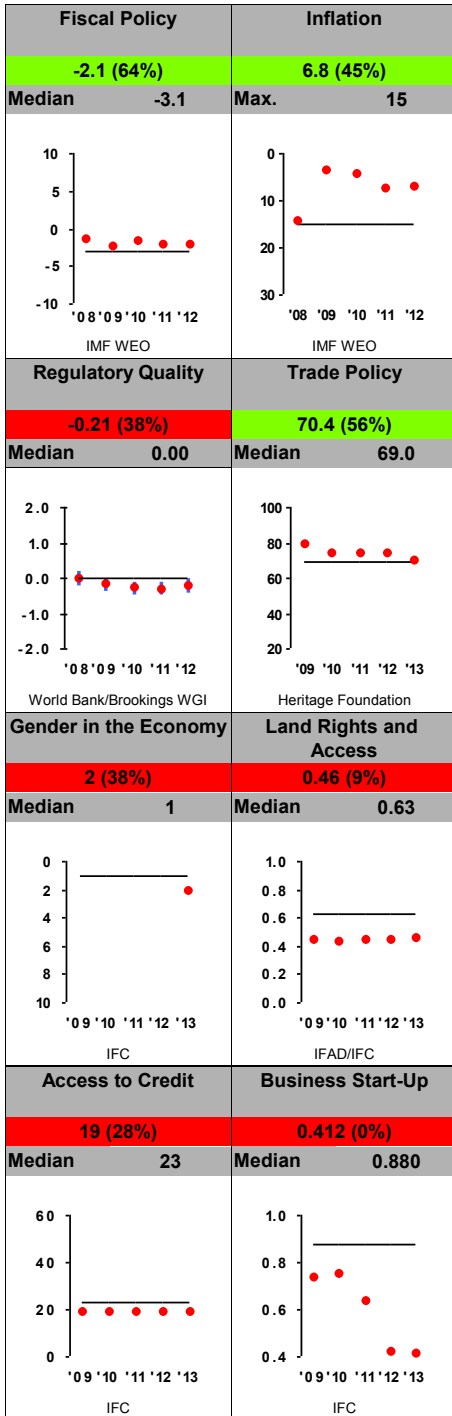 Fiscal Policy
-2.1 (64%)
Median -3.1
10
5
0
-5
-10
'08 '09 '10 '11 '12
IMF WEO
Inflation
6.8 (45%)
Max. 15
0
10
20
30
'08 '09 '10 '11 '12
IMF WEO
Regulatory Quality
-0.21 (38%)
Median 0.00
2.0
1.0
0.0
-1.0
-2.0
'08 '09 '10 '11 '12
World Bank/Brookings WGI
Trade Policy
70.4 (56%)
Median 69.0
100
80
60
40
20
'09 '10 '11 '12 '13
Heritage Foundation
Gender in the Economy
2 (38%)
Median 1
0
2
4
6
8
10
'09 '10 '11 '12 '13
IFC
Land Rights and
Access
0.46 (9%)
Median 0.63
1.0
0.8
0.6
0.4
0.2
0.0
'09 '10 '11 '12 '13
IFAD/IFC
Access to Credit
19 (28%)
Median 23
60
40
20
0
'09 '10 '11 '12 '13
IFC
Business Start-Up
0.412 (0%)
Median 0.880
1.0
0.8
0.6
0.4
'09 '10 '11 '12 '13
IFC